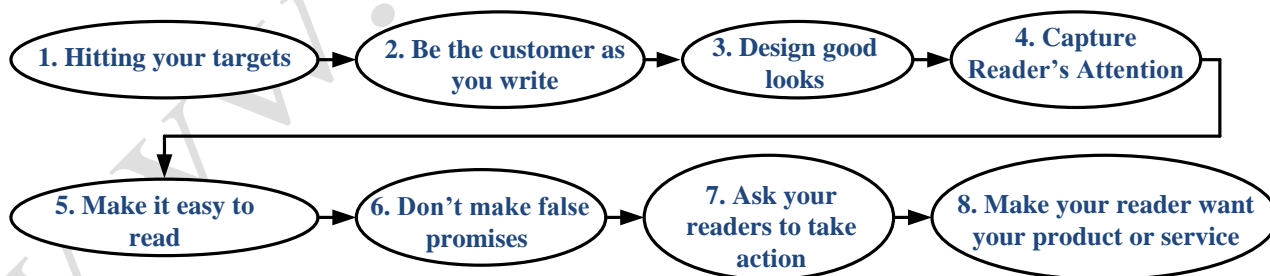 1. Hitting your targets
2. Be the customer as
you write
3. Design good
looks
4. Capture
Reader's Attention
5. Make it easy to
read
6. Don't make false
promises
7. Ask your
readers to take
action
8. Make your reader want
your product or service